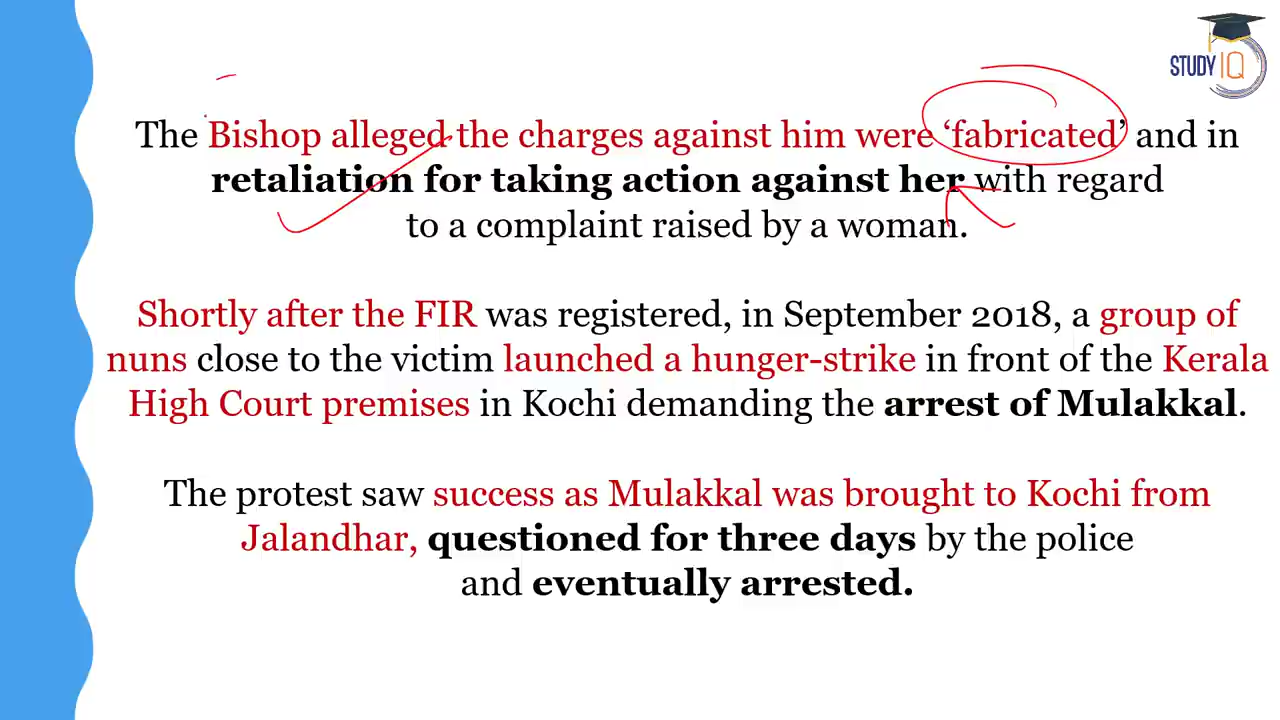 STUDY IQ
The Bishop alleged the charges against him were ‘fabricated’ and in
retaliation for taking action against her with regard
to a complaint raised by a woman.
Shortly after the FIR was registered, in September 2018, a group of
nuns close to the victim launched a hunger-strike in front of the Kerala
High Court premises in Kochi demanding the arrest of Mulakkal.
The protest saw success as Mulakkal was brought to Kochi from
Jalandhar, questioned for three days by the police
and eventually arrested.